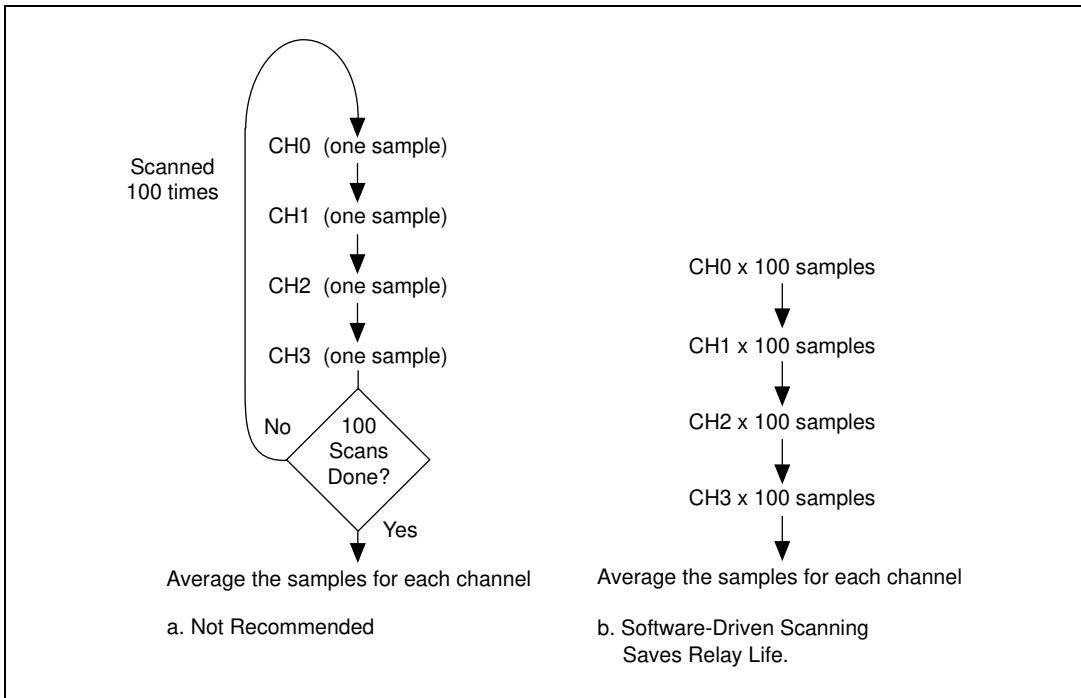 Scanned
100 times
CH0 (one sample)
CH1 (one sample)
CH2 (one sample)
CH3 (one sample)
No
100
Scans
Done?
Yes
Average the samples for each channel
a. Not Recommended
CH0 x 100 samples
CH1 x 100 samples
CH2 x 100 samples
CH3 x 100 samples
Average the samples for each channel
b. Software-Driven Scanning
Saves Relay Life.